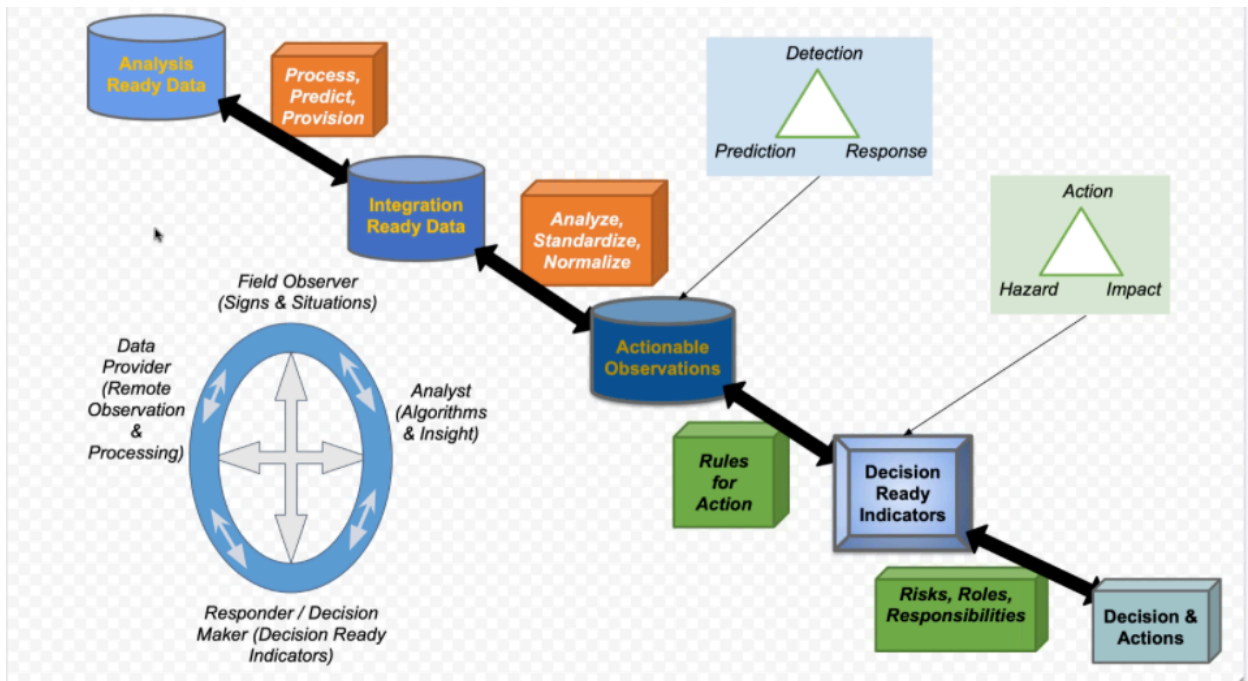 Analysis
Ready Data
Process,
Predict,
Provision
Detection
Prediction
Response
Integration
Ready Data
Analyze,
Standardize,
Normalize
Action
Hazard
Impact
Field Observer
(Signs & Situations)
Data
Provider
(Remote
Observation
&
Processing)
Analyst
(Algorithms
& Insight)
Responder / Decision
Maker (Decision Ready
Indicators)
Actionable
Observations
Rules
for
Action
Decision
Ready
Indicators
Risks, Roles,
Responsibilities
Decision &
Actions